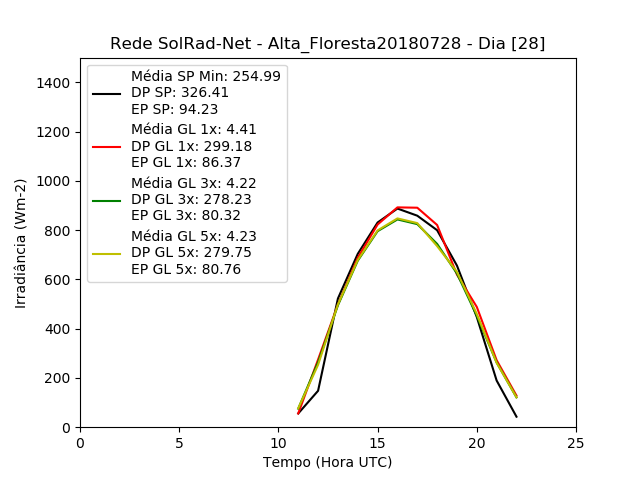 Rede SolRad-Net - Alta_Floresta20180728 - Dia [28]
Irradiância (Wm-2)
1400
1200
1000
800
600
400
200
0
Média SP Min: 254.99
DP SP: 326.41
EP SP: 94.23
Média GL 1x: 4.41
DP GL 1x: 299.18
EP GL 1x: 86.37
Média GL 3x: 4.22
DP GL 3x: 278.23
EP GL 3x: 80.32
Média GL 5x: 4.23
DP GL 5x: 279.75
EP GL 5x: 80.76
0 5 10 15 20 25
Tempo (Hora UTC)